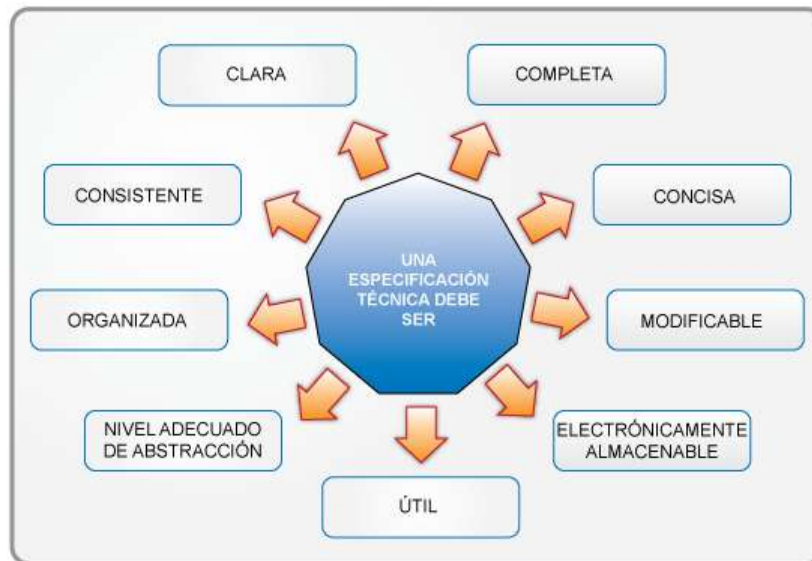 CLARA
COMPLETA
CONSISTENTE
CONCISA
UNA
ESPECIFICACIÓN
TÉCNICA DEBE
SER
ORGANIZADA
MODIFICABLE
NIVEL ADECUADO
DE ABSTRACCIÓN
ELECTRÓNICAMENTE
ALMACENABLE
ÚTIL